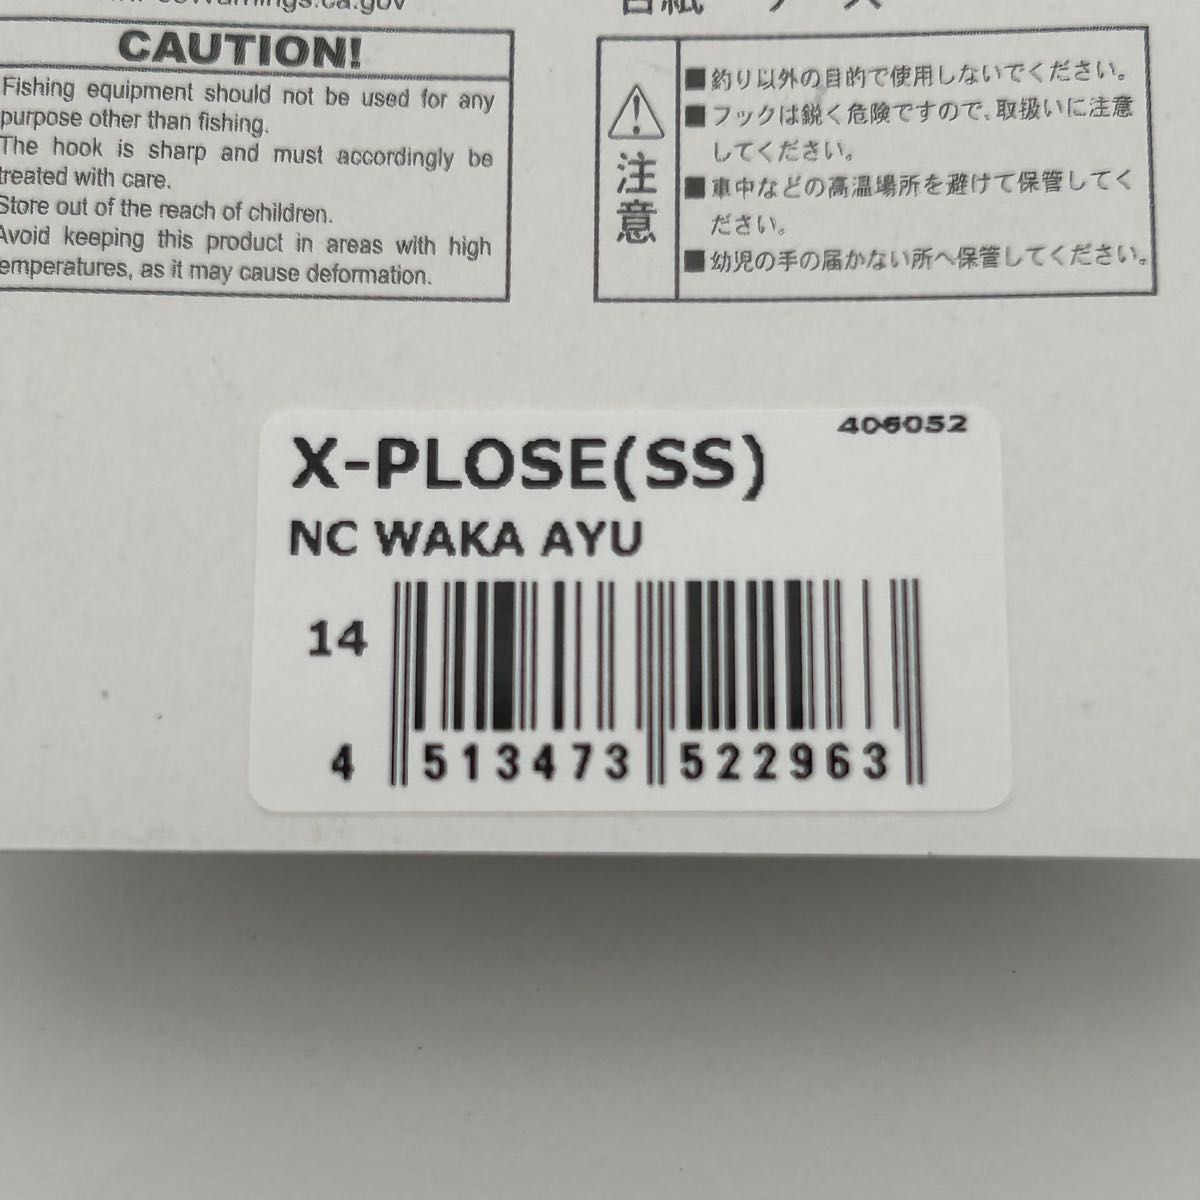 CAUTION!
Fishing equipment should not be used for any
purpose other than fishing.
The hook is sharp and must accordingly be
treated with care.
Store out of the reach of children.
Avoid keeping this product in areas with high
temperatures, as it may cause deformation.
注意
■釣り以外の目的で使用しないでください。
■フックは鋭く危険ですので、取扱いに注意
してください。
■車中などの高温場所を避けて保管してく
ださい。
■幼児の手の届かない所へ保管してください。
406052
X-PLOSE(SS)
NC WAKA AYU
14
4 513473 522963